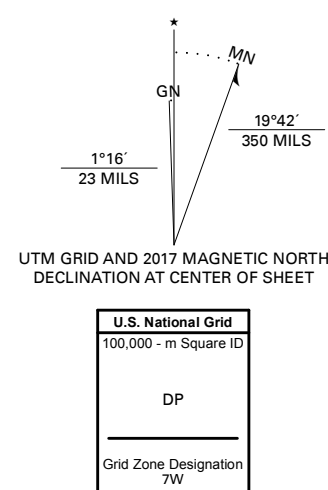 ★
MN
GN
19°42´
350 MILS
1°16´
23 MILS
UTM GRID AND 2017 MAGNETIC NORTH
DECLINATION AT CENTER OF SHEET
U.S. National Grid
100,000 - m Square ID
DP
Grid Zone Designation
7W